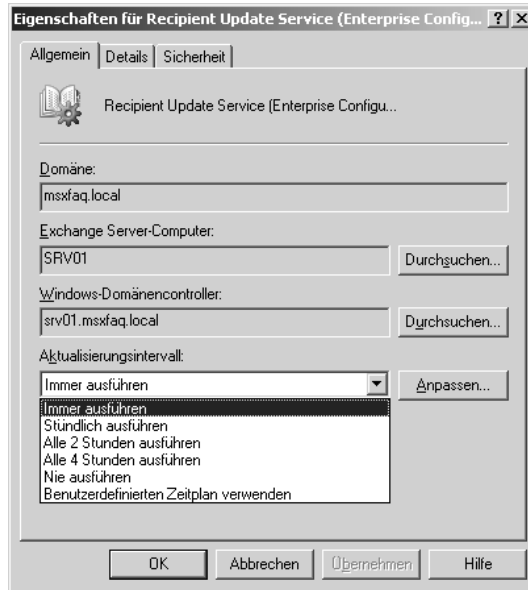 Eigenschaften für Recipient Update Service (Enterprise Config...
Allgemein Details Sicherheit
Recipient Update Service (Enterprise Configu...
Domäne:
msxfaq.local
Exchange Server-Computer:
SRV01 Durchsuchen...
Windows-Domänencontroller:
srv01.msxfaq.local Durchsuchen...
Aktualisierungsintervall:
Immer ausführen Anpassen...
Immer ausführen
Stündlich ausführen
Alle 2 Stunden ausführen
Alle 4 Stunden ausführen
Nie ausführen
Benutzerdefinierten Zeitplan verwenden
OK Abbrechen Übernehmen Hilfe